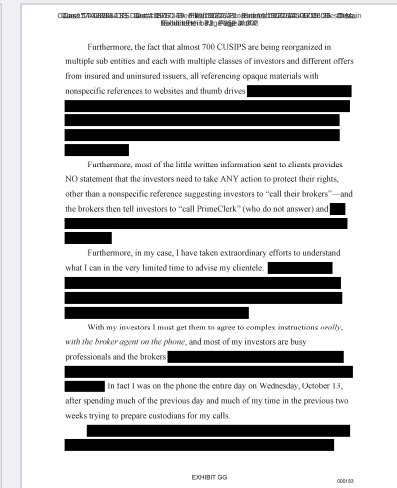 Furthermore, the fact that almost 700 CUSIPS are being reorganized in
multiple sub entities and each with multiple classes of investors and different offers
from insured and uninsured issuers, all referencing opaque materials with
nonspecific references to websites and thumb drives
Furthermore, most of the little written information sent to clients provides
NO statement that the investors need to take ANY action to protect their rights,
other than a nonspecific reference suggesting investors to “call their brokers”—and
the brokers then tell investors to “call PrimeClerk” (who do not answer) and
Furthermore, in my case, I have taken extraordinary efforts to understand
what I can in the very limited time to advise my clientele.
With my investors I must get them to agree to complex instructions orally,
with the broker agent on the phone, and most of my investors are busy
professionals and the brokers
In fact I was on the phone the entire day on Wednesday, October 13,
after spending much of the previous day and much of my time in the previous two
weeks trying to prepare custodians for my calls.
EXHIBIT GG
000183